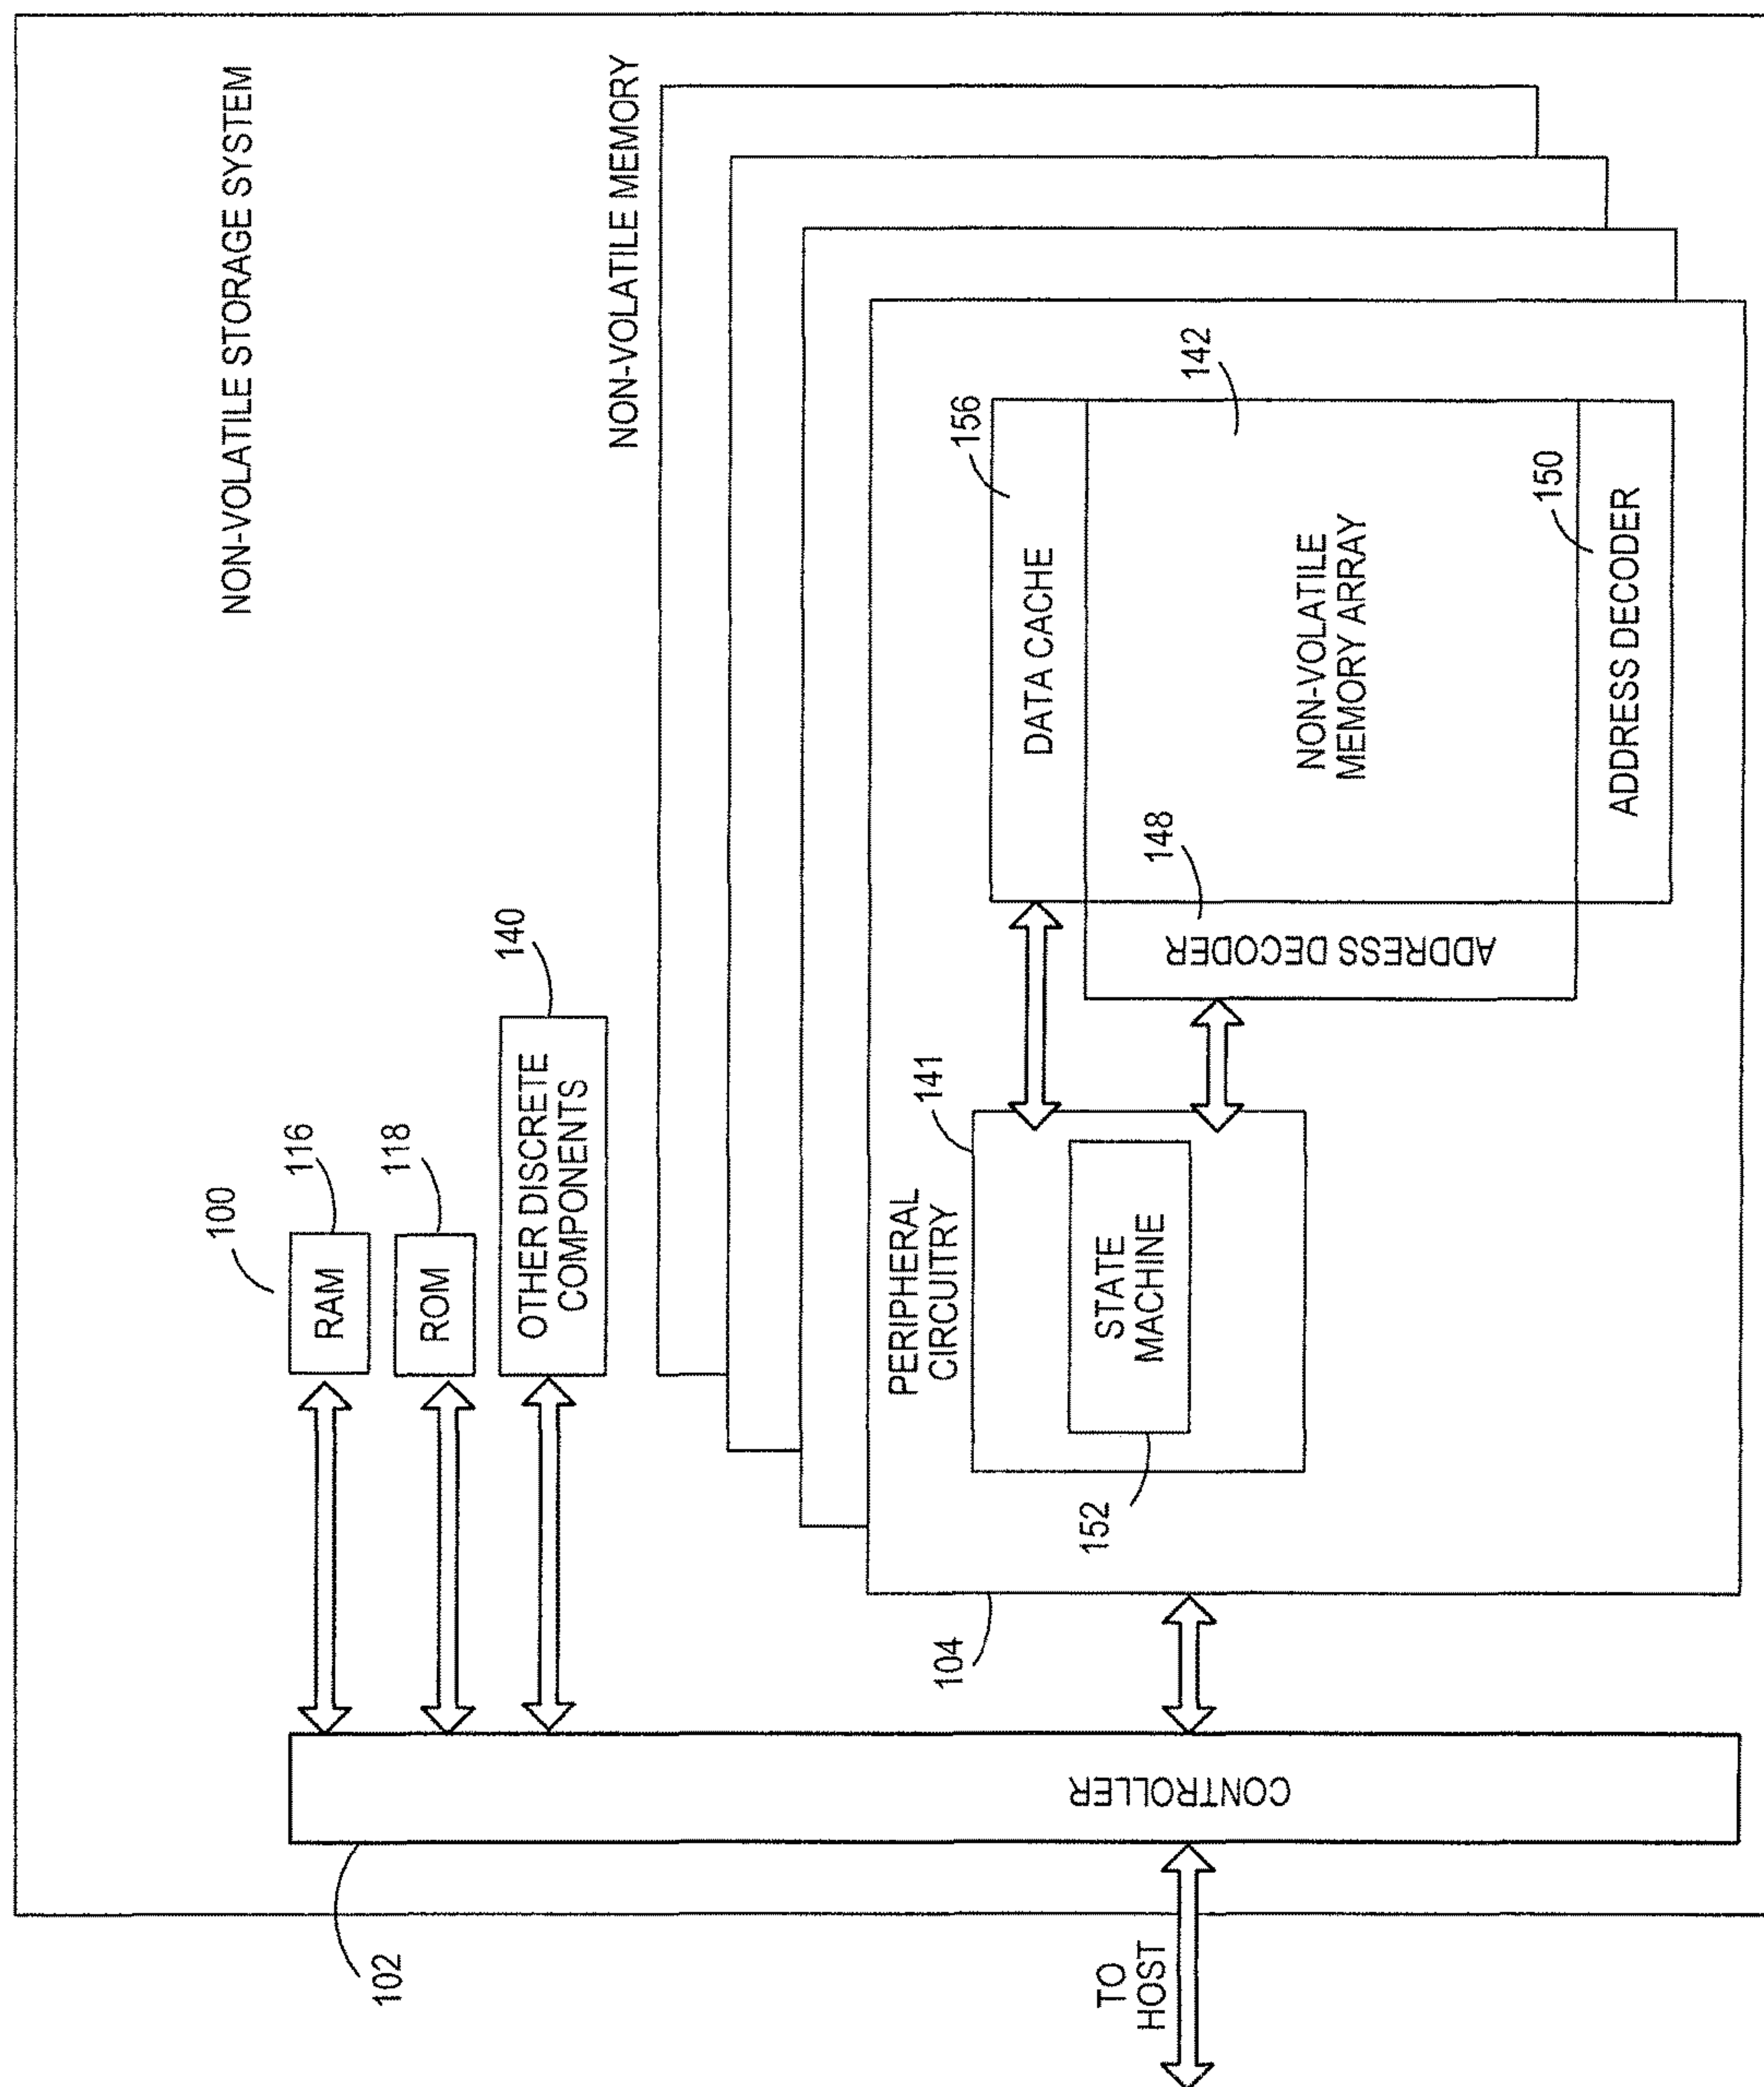 NON-VOLATILE STORAGE SYSTEM
100
RAM
116
ROM
118
OTHER DISCRETE
COMPONENTS
140
NON-VOLATILE MEMORY
102
CONTROLLER
TO
HOST
104
PERIPHERAL
CIRCUITRY
141
STATE
MACHINE
152
DATA CACHE
156
ADDRESS DECODER
148
NON-VOLATILE
MEMORY ARRAY
142
ADDRESS DECODER
150